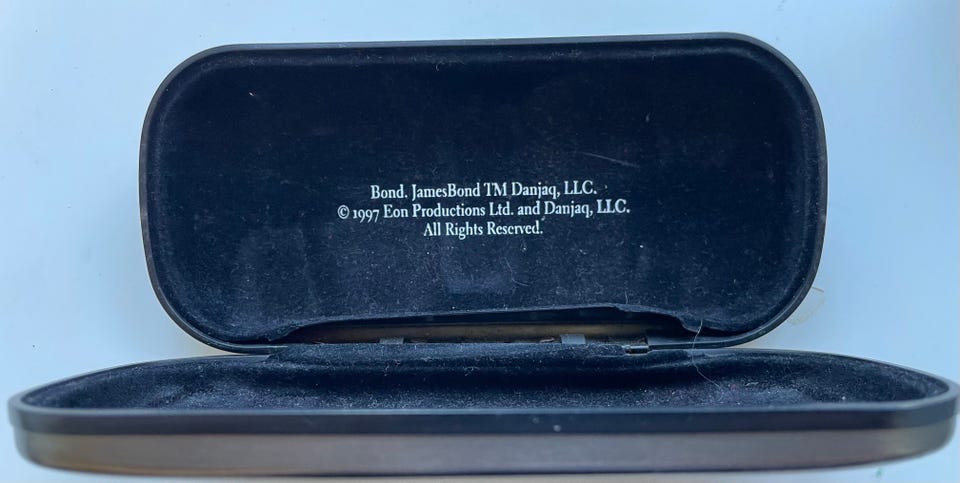 Bond. JamesBond TM Danjaq, LLC.
© 1997 Eon Productions Ltd. and Danjaq, LLC.
All Rights Reserved.